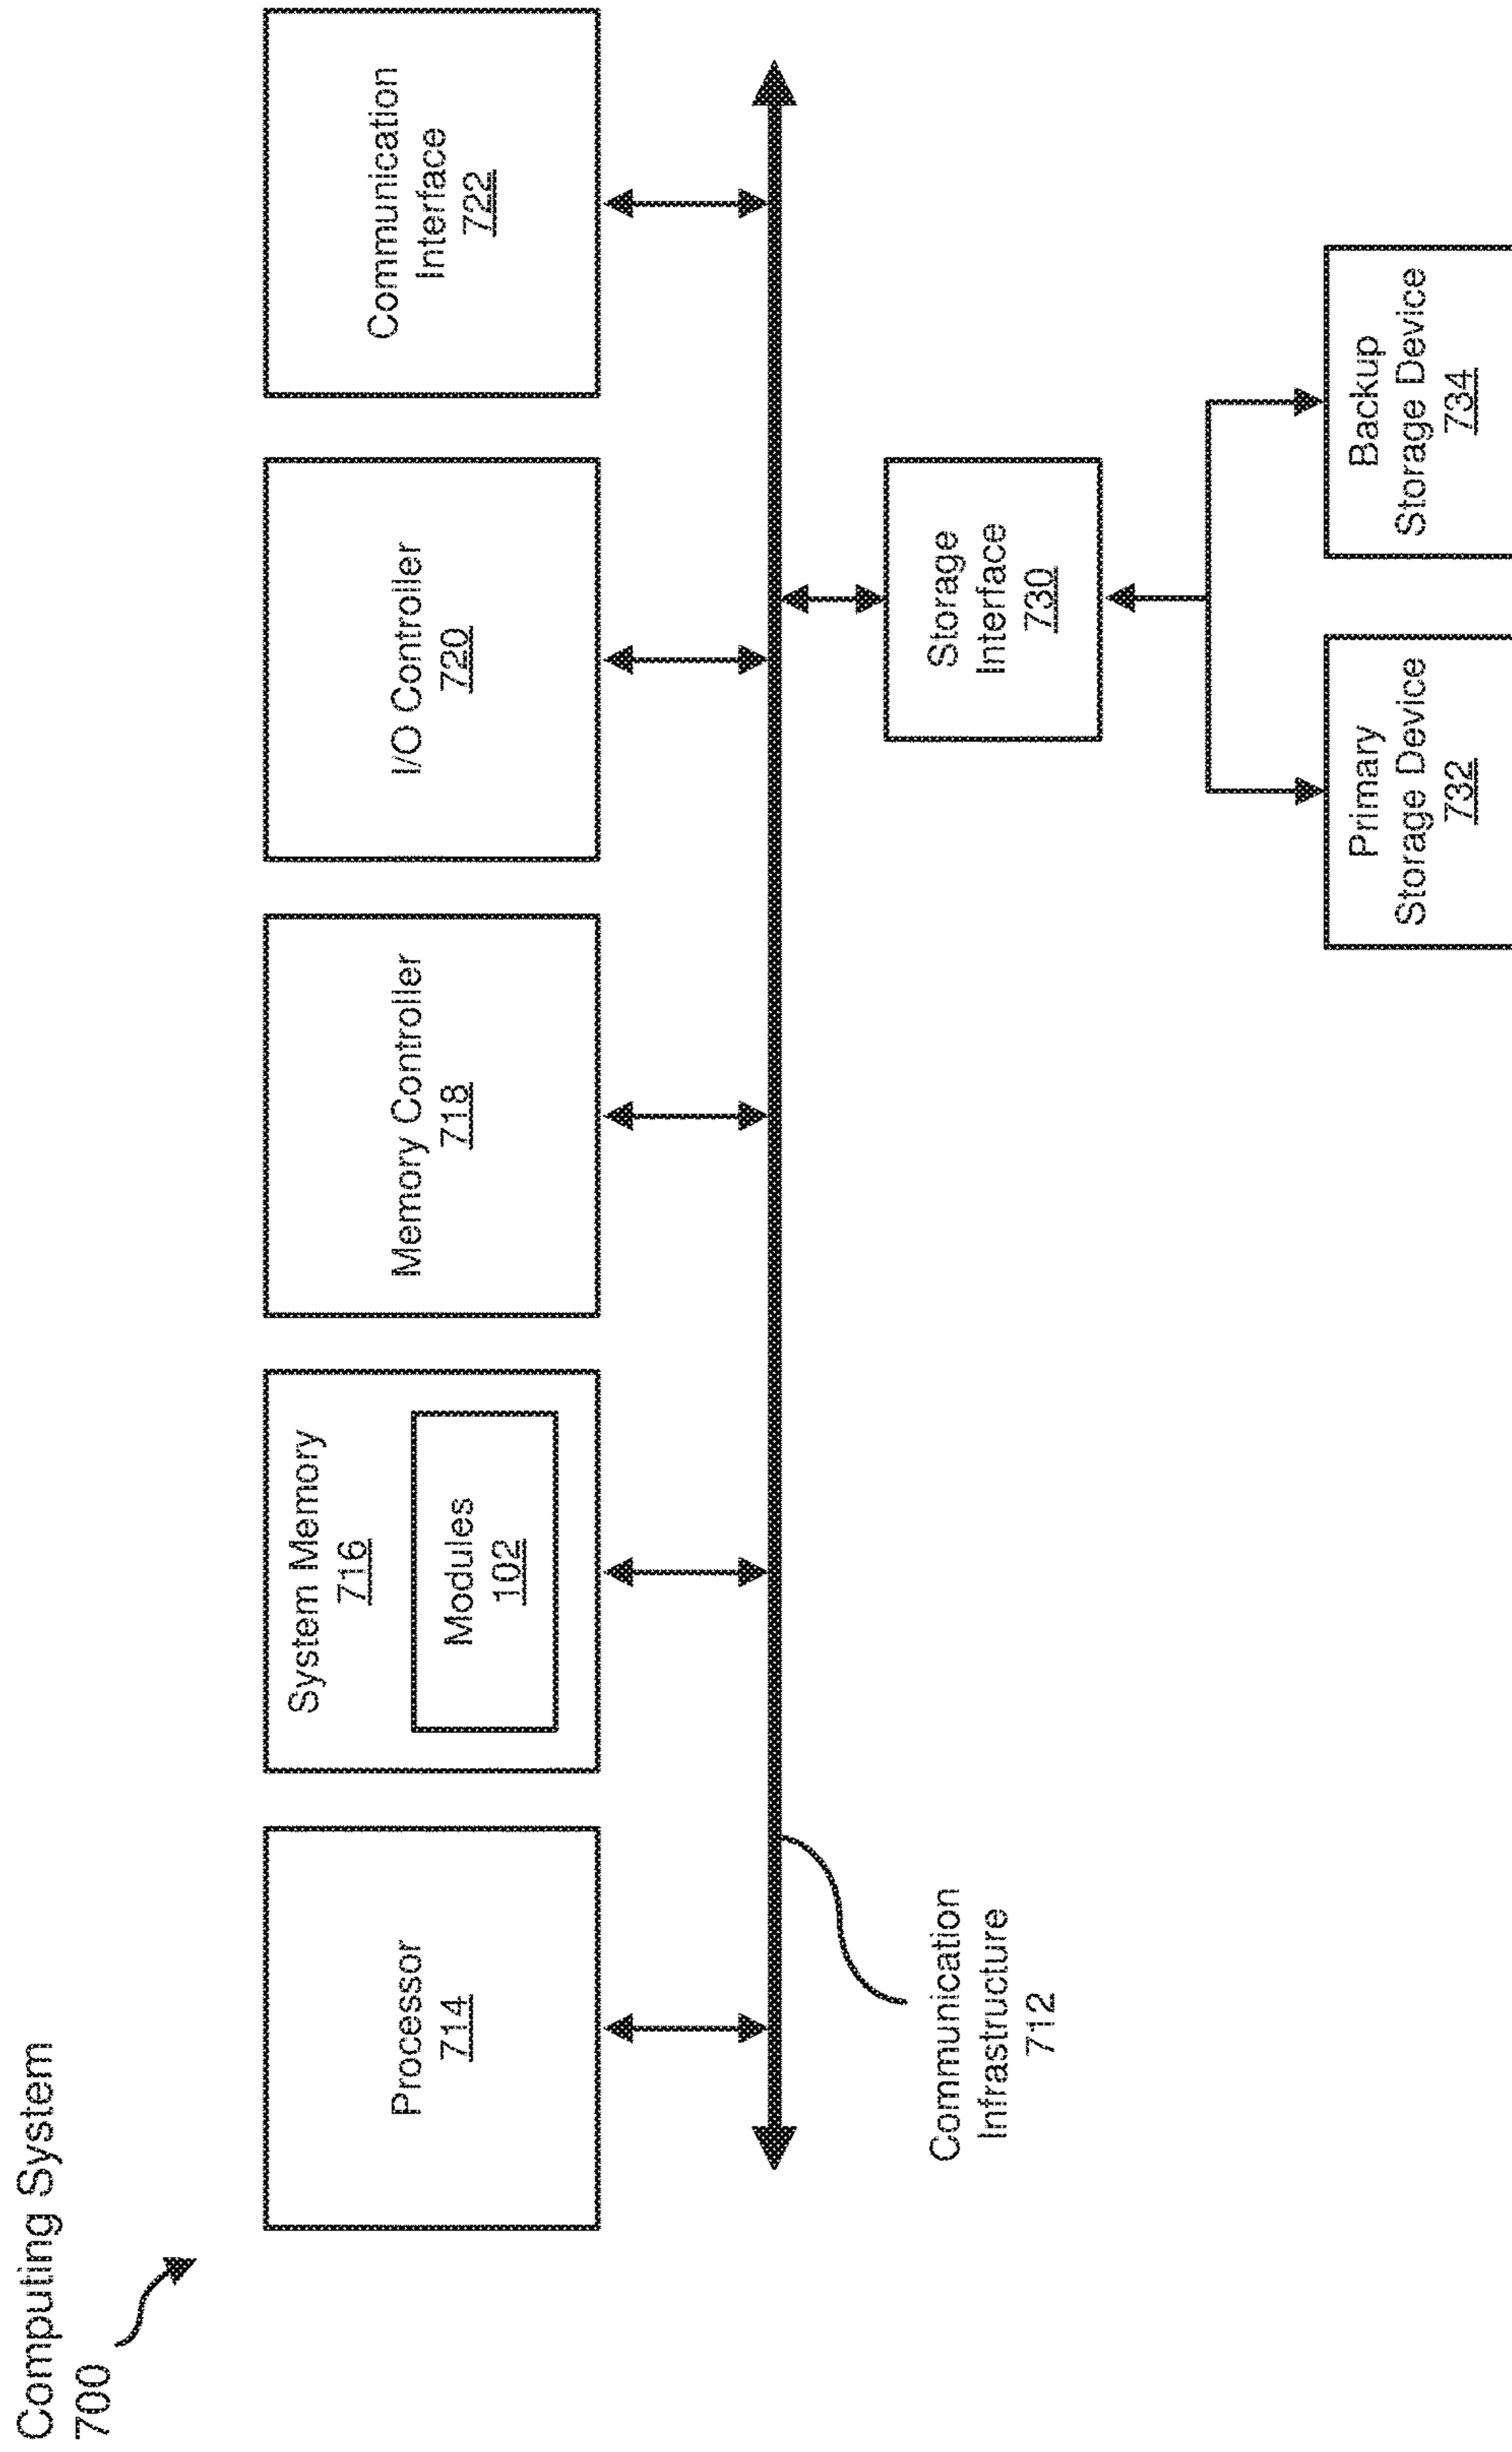 Computing System
700
Processor
714
System Memory
716
Modules
102
Memory Controller
718
I/O Controller
720
Communication
Interface
722
Communication
Infrastructure
712
Storage
Interface
730
Primary
Storage Device
732
Backup
Storage Device
734